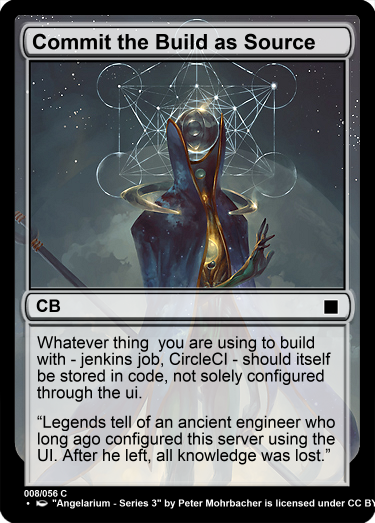 Commit the Build as Source
CB
Whatever thing  you are using to build
with - jenkins job, CircleCI - should itself
be stored in code, not solely configured
through the ui.
“Legends tell of an ancient engineer who
long ago configured this server using the
UI. After he left, all knowledge was lost.”
008/056 C
• "Angelarium - Series 3" by Peter Mohrbacher is licensed under CC BY